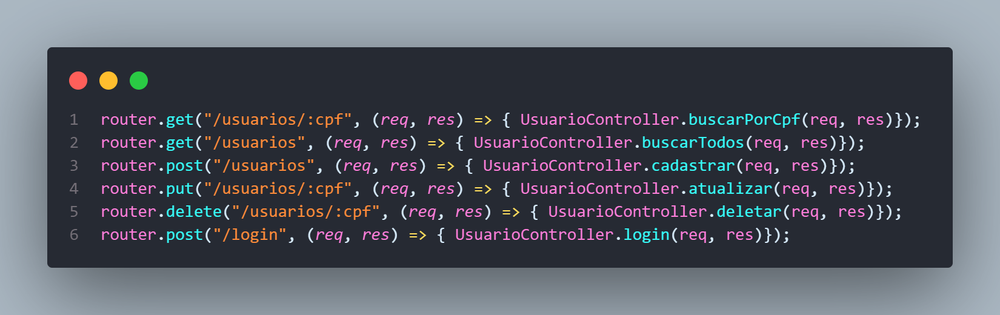 1 router.get("/usuarios/:cpf", (req, res) => { UsuarioController.buscarPorCpf(req, res)});
2 router.get("/usuarios", (req, res) => { UsuarioController.buscarTodos(req, res)});
3 router.post("/usuarios", (req, res) => { UsuarioController.cadastrar(req, res)});
4 router.put("/usuarios/:cpf", (req, res) => { UsuarioController.atualizar(req, res)});
5 router.delete("/usuarios/:cpf", (req, res) => { UsuarioController.deletar(req, res)});
6 router.post("/login", (req, res) => { UsuarioController.login(req, res)});